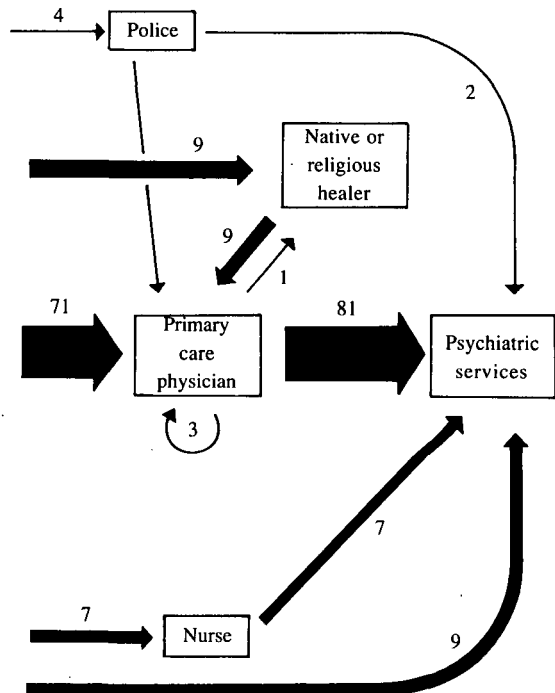 4
Police
2
9
Native or
religious
healer
9
1
71
Primary
care
physician
81
Psychiatric
services
3
7
7
Nurse
9